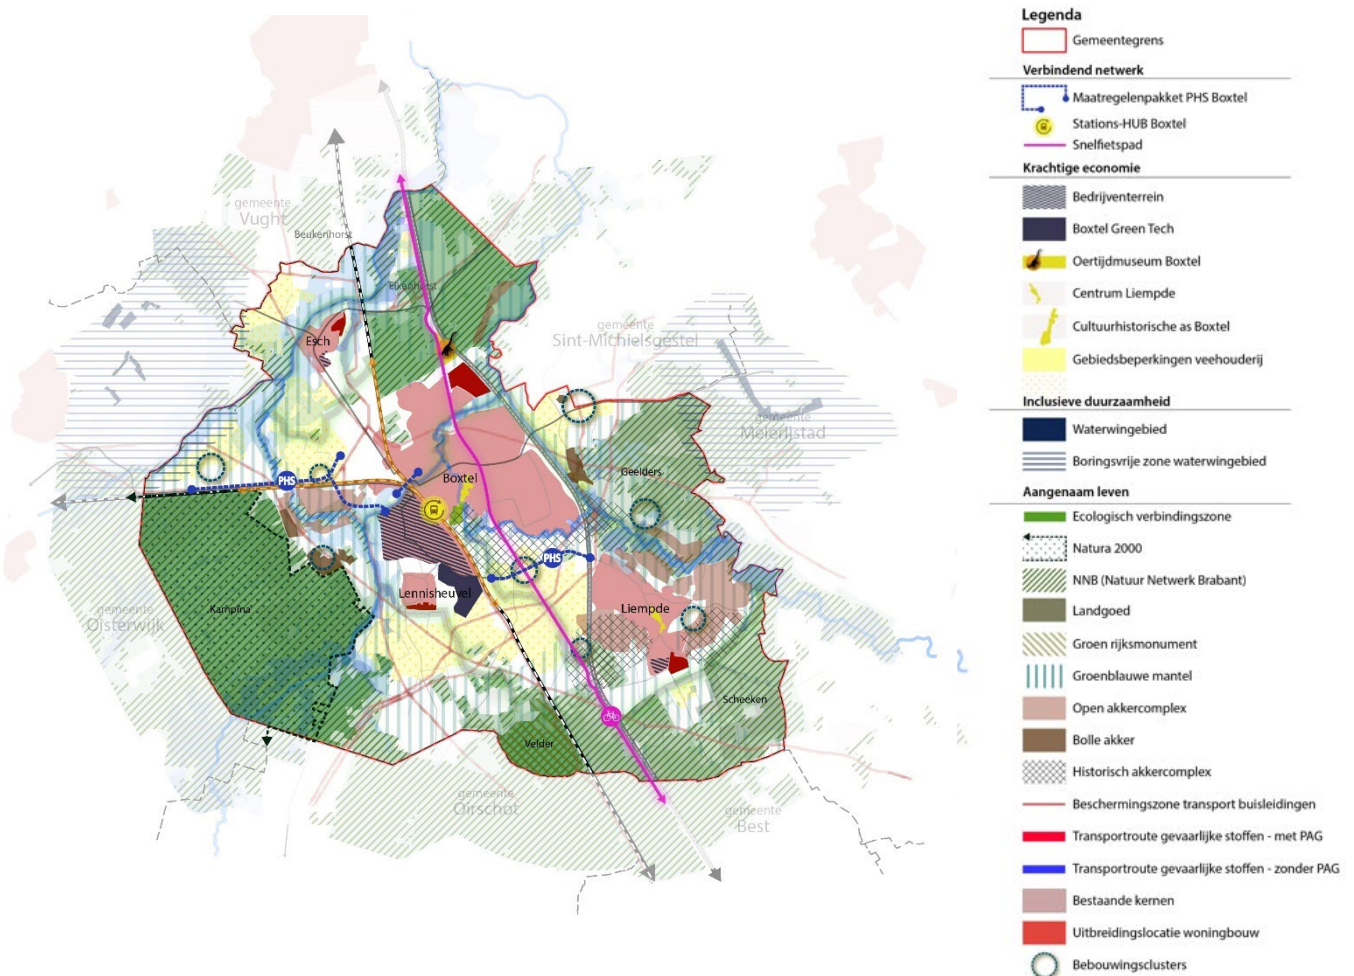 gemeente
Vught
Beukenhorst
Eikenhorst
Esch
gemeente
Sint-Michielsgestel
gemeente
Meierijstad
Geelders
Boxtel
PHS
PHS
Lennisheuvel
Liempde
Kampina
gemeente
Oisterwijk
Scheeken
Velder
gemeente
Oirschot
gemeente
Best
Legenda
Gemeentegrens
Verbindend netwerk
Maatregelenpakket PHS Boxtel
Stations-HUB Boxtel
Snelfietspad
Krachtige economie
Bedrijventerrein
Boxtel Green Tech
Oertijdmuseum Boxtel
Centrum Liempde
Cultuurhistorische as Boxtel
Gebiedsbeperkingen veehouderij
Inclusieve duurzaamheid
Waterwingebied
Boringsvrije zone waterwingebied
Aangenaam leven
Ecologisch verbindingszone
Natura 2000
NNB (Natuur Netwerk Brabant)
Landgoed
Groen rijksmonument
Groenblauwe mantel
Open akkercomplex
Bolle akker
Historisch akkercomplex
Beschermingszone transport buisleidingen
Transportroute gevaarlijke stoffen - met PAG
Transportroute gevaarlijke stoffen - zonder PAG
Bestaande kernen
Uitbreidingslocatie woningbouw
Bebouwingsclusters